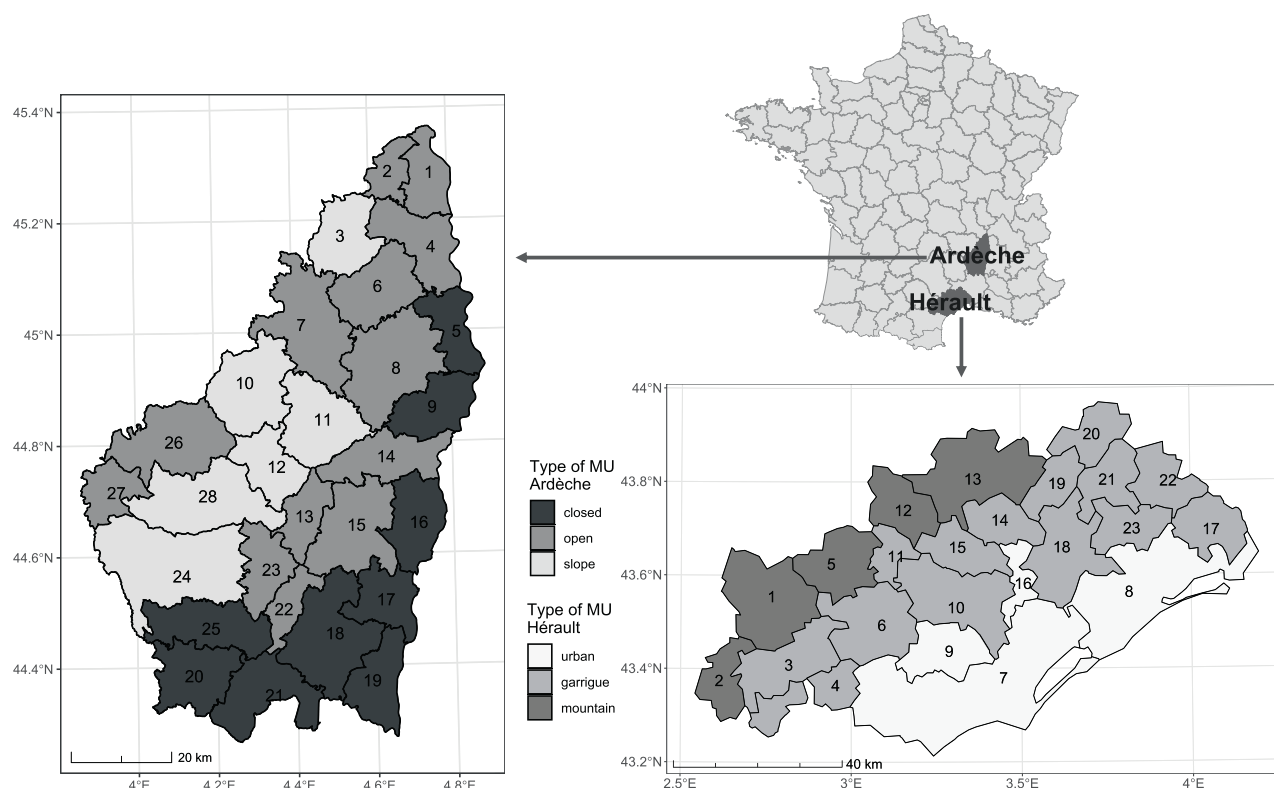 45.4°N
45.2°N
45°N
44.8°N
44.6°N
44.4°N
1
2
3
4
5
6
7
8
9
10
11
12
13
14
15
16
17
18
19
20
21
22
23
24
25
26
27
28
20 km
4°E
4.2°E
4.4°E
4.6°E
4.8°E
Type of MU
Ardèche
closed
open
slope
Type of MU
Hérault
urban
garrigue
mountain
Ardèche
Hérault
44°N
43.8°N
43.6°N
43.4°N
43.2°N
1
2
3
4
5
6
7
8
9
10
11
12
13
14
15
16
17
18
19
20
21
22
23
40 km
2.5°E
3°E
3.5°E
4°E